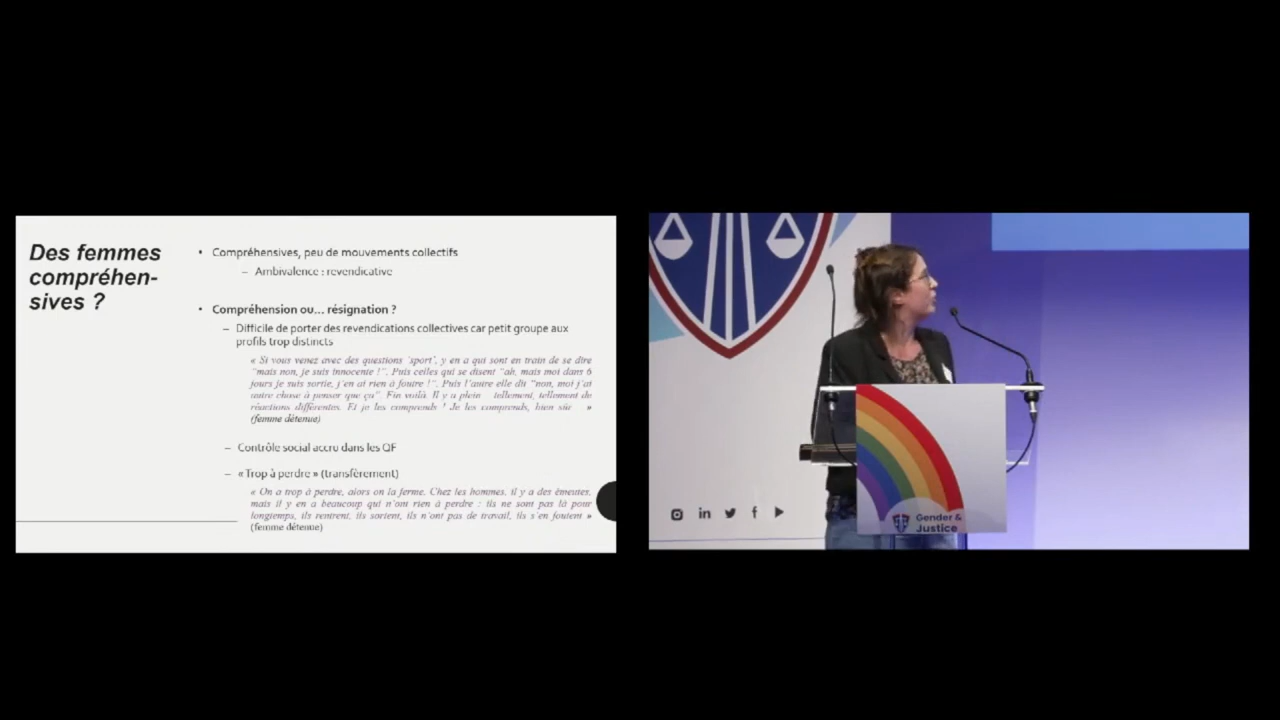 Des femmes
compréhen-
sives ?
• Compréhensives, peu de mouvements collectifs
– Ambivalence : revendicative
• Compréhension ou... résignation ?
– Difficile de porter des revendications collectives car petit groupe aux
profils trop distincts
« Si vous venez avec des questions 'sport', y en a qui sont en train de se dire
"mais non, je suis innocente !". Puis celles qui se disent "ah, mais moi dans 6
jours je suis sortie, j'en ai rien à foutre !". Puis l'autre elle dit "non, moi j'ai
autre chose à penser que ça". Fin voilà. Il y a plein tellement, tellement de
réactions différentes. Et je les comprends ! Je les comprends, bien sûr »
(femme détenue)
– Contrôle social accru dans les QF
– « Trop à perdre » (transfèrement)
« On a trop à perdre, alors on la ferme. Chez les hommes, il y a des émeutes,
mais il y en a beaucoup qui n'ont rien à perdre : ils ne sont pas là pour
longtemps, ils rentrent, ils sortent, ils n'ont pas de travail, ils s'en foutent »
(femme détenue)
in
f
Gender &
Justice